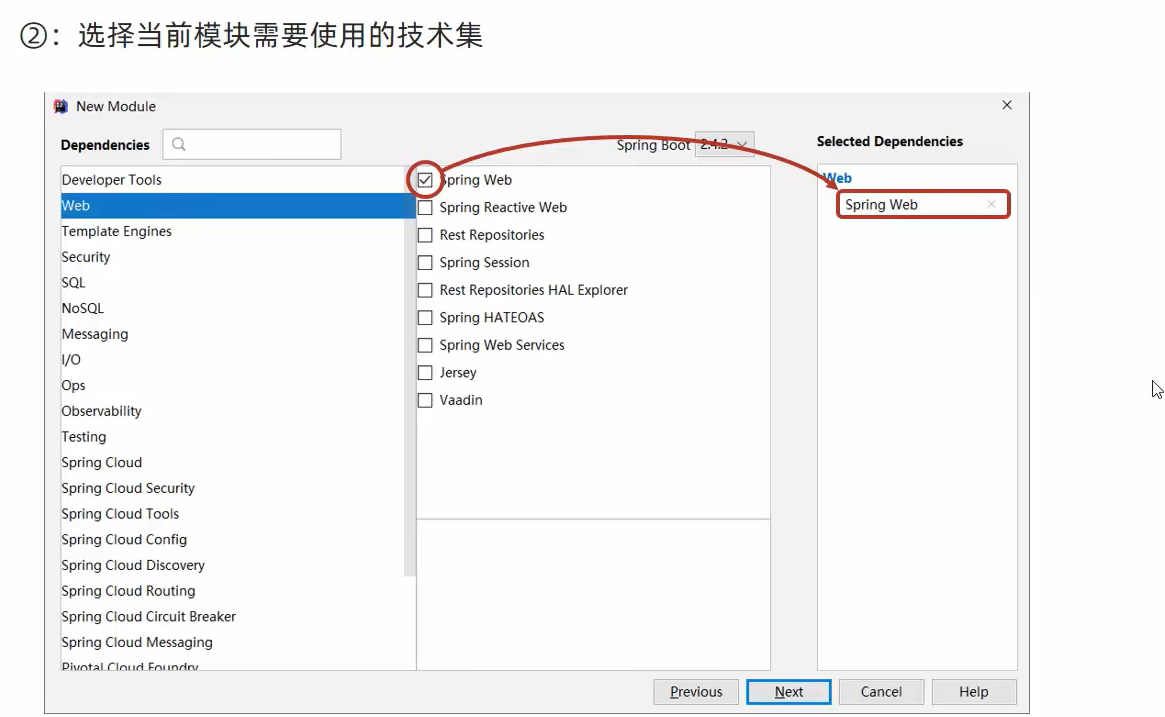 ②：选择当前模块需要使用的技术集
New Module
Dependencies
Spring Boot 2.4.2
Selected Dependencies
Developer Tools
Web
Template Engines
Security
SQL
NoSQL
Messaging
I/O
Ops
Observability
Testing
Spring Cloud
Spring Cloud Security
Spring Cloud Tools
Spring Cloud Config
Spring Cloud Discovery
Spring Cloud Routing
Spring Cloud Circuit Breaker
Spring Cloud Messaging
Pivotal Cloud Foundry
Spring Web
Spring Reactive Web
Rest Repositories
Spring Session
Rest Repositories HAL Explorer
Spring HATEOAS
Spring Web Services
Jersey
Vaadin
Web
Spring Web
Previous
Next
Cancel
Help